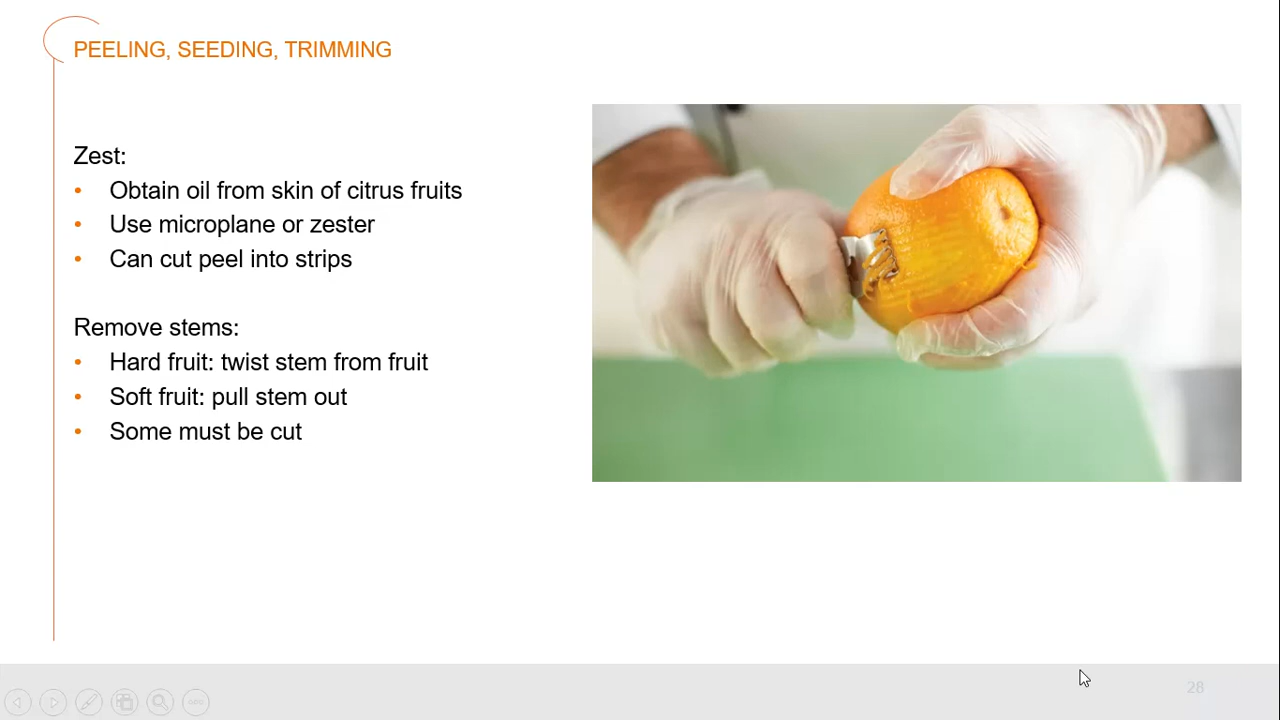 PEELING, SEEDING, TRIMMING
Zest:
• Obtain oil from skin of citrus fruits
• Use microplane or zester
• Can cut peel into strips
Remove stems:
• Hard fruit: twist stem from fruit
• Soft fruit: pull stem out
• Some must be cut
28